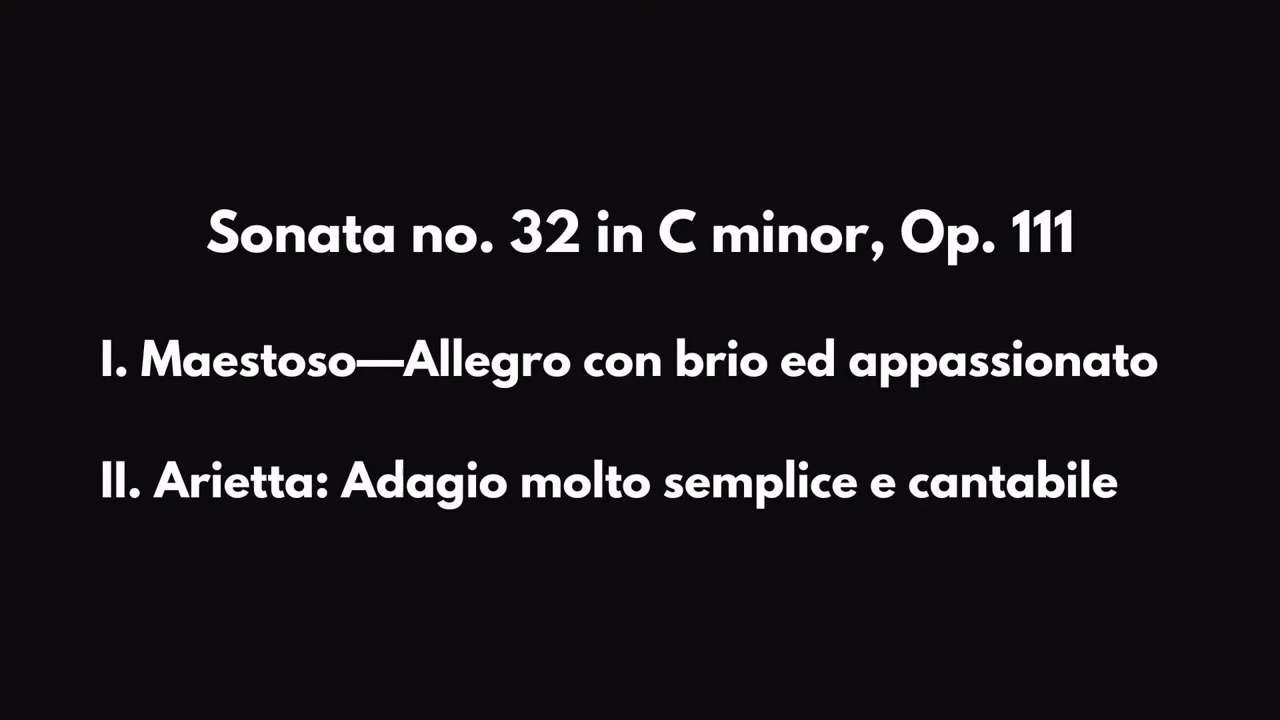 Sonata no. 32 in C minor, Op. 111
I. Maestoso—Allegro con brio ed appassionato
II. Arietta: Adagio molto semplice e cantabile